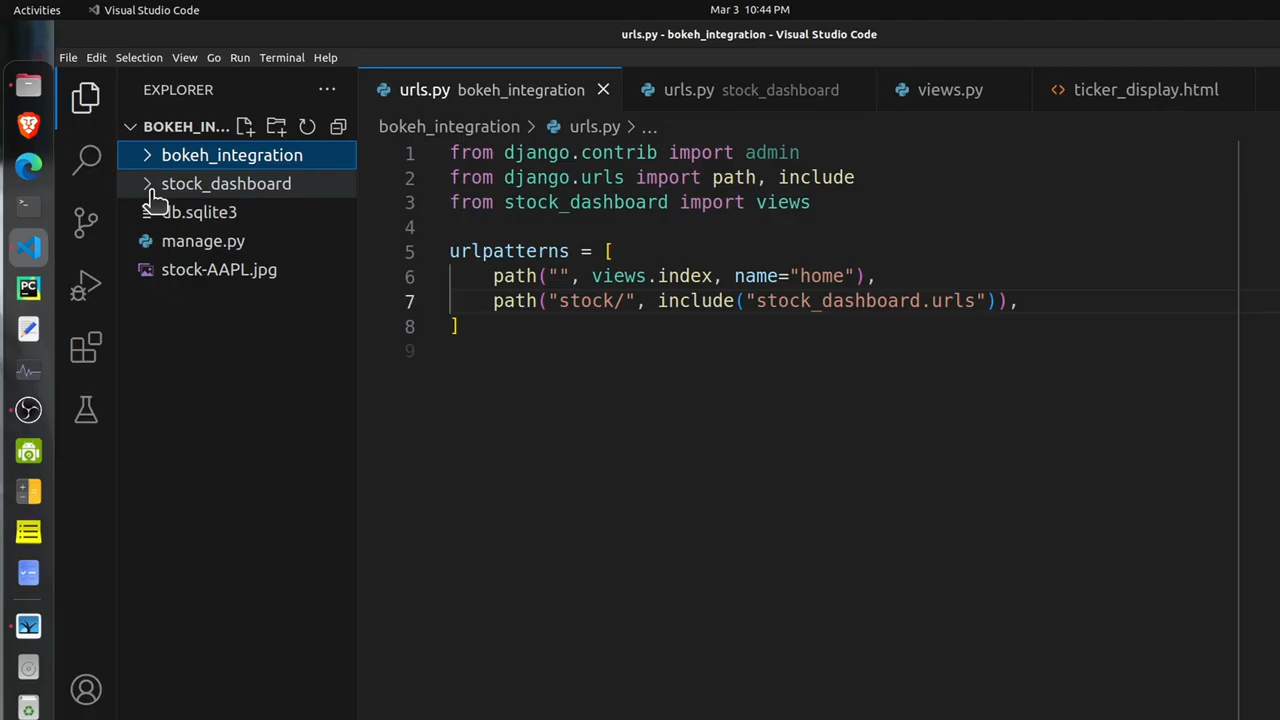 Activities
Visual Studio Code
Mar 3 10:44 PM
urls.py - bokeh_integration - Visual Studio Code
File Edit Selection View Go Run Terminal Help
EXPLORER
BOKEH_IN...
bokeh_integration
stock_dashboard
db.sqlite3
manage.py
stock-AAPL.jpg
urls.py bokeh_integration
urls.py stock_dashboard
views.py
ticker_display.html
bokeh_integration > urls.py > ...
1 from django.contrib import admin
2 from django.urls import path, include
3 from stock_dashboard import views
4
5 urlpatterns = [
6 path("", views.index, name="home"),
7 path("stock/", include("stock_dashboard.urls")),
8 ]
9